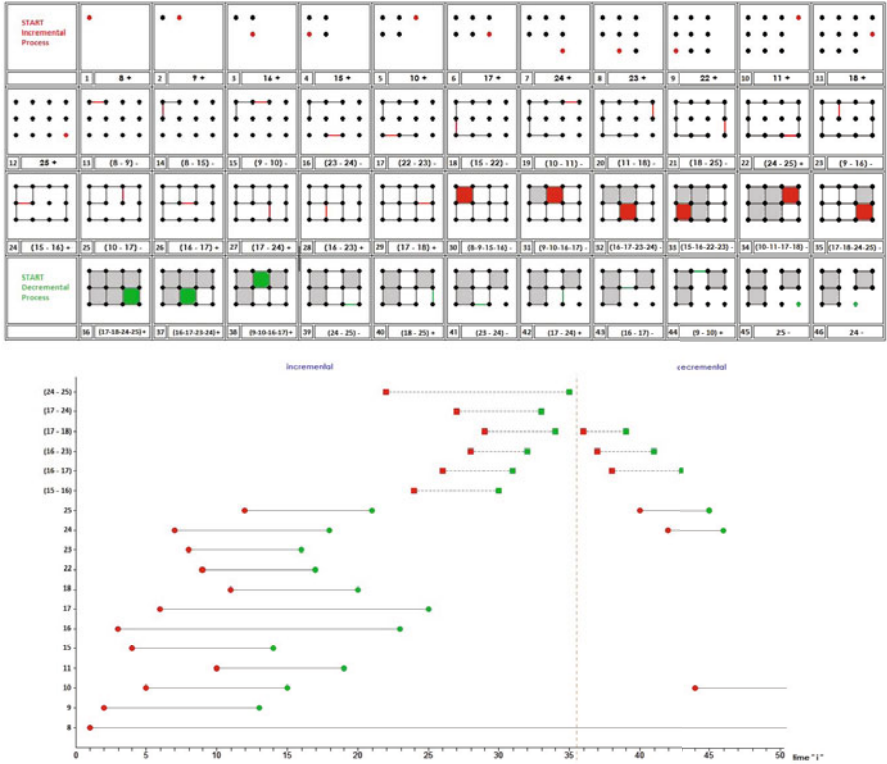 START
Incremental
Process
1 8 +
2 9 +
3 16 +
4 15 +
5 10 +
6 17 +
7 24 +
8 23 +
9 22 +
10 11 +
11 18 +
12 25 +
13 (8 - 9) -
14 (8 - 15) -
15 (9 - 10) -
16 (23 - 24) -
17 (22 - 23) -
18 (15 - 22) -
19 (10 - 11) -
20 (11 - 18) -
21 (18 - 25) -
22 (24 - 25) +
23 (9 - 16) -
24 (15 - 16) +
25 (10 - 17) -
26 (16 - 17) +
27 (17 - 24) +
28 (16 - 23) +
29 (17 - 18) +
30 (8-9-15-16) -
31 (9-10-16-17) -
32 (16-17-23-24) -
33 (15-16-22-23) -
34 (10-11-17-18) -
35 (17-18-24-25) -
START
Decremental
Process
36 (17-18-24-25) +
37 (16-17-23-24) +
38 (9-10-16-17) +
39 (24 - 25) -
40 (18 - 25) +
41 (23 - 24) -
42 (17 - 24) +
43 (16 - 17) -
44 (9 - 10) +
45 25 -
46 24 -
incremental
cecremental
(24 - 25)
(17 - 24)
(17 - 18)
(16 - 23)
(16 - 17)
(15 - 16)
25
24
23
22
18
17
16
15
11
10
9
8
0 5 10 15 20 25 30 35 40 45 50
time "i"